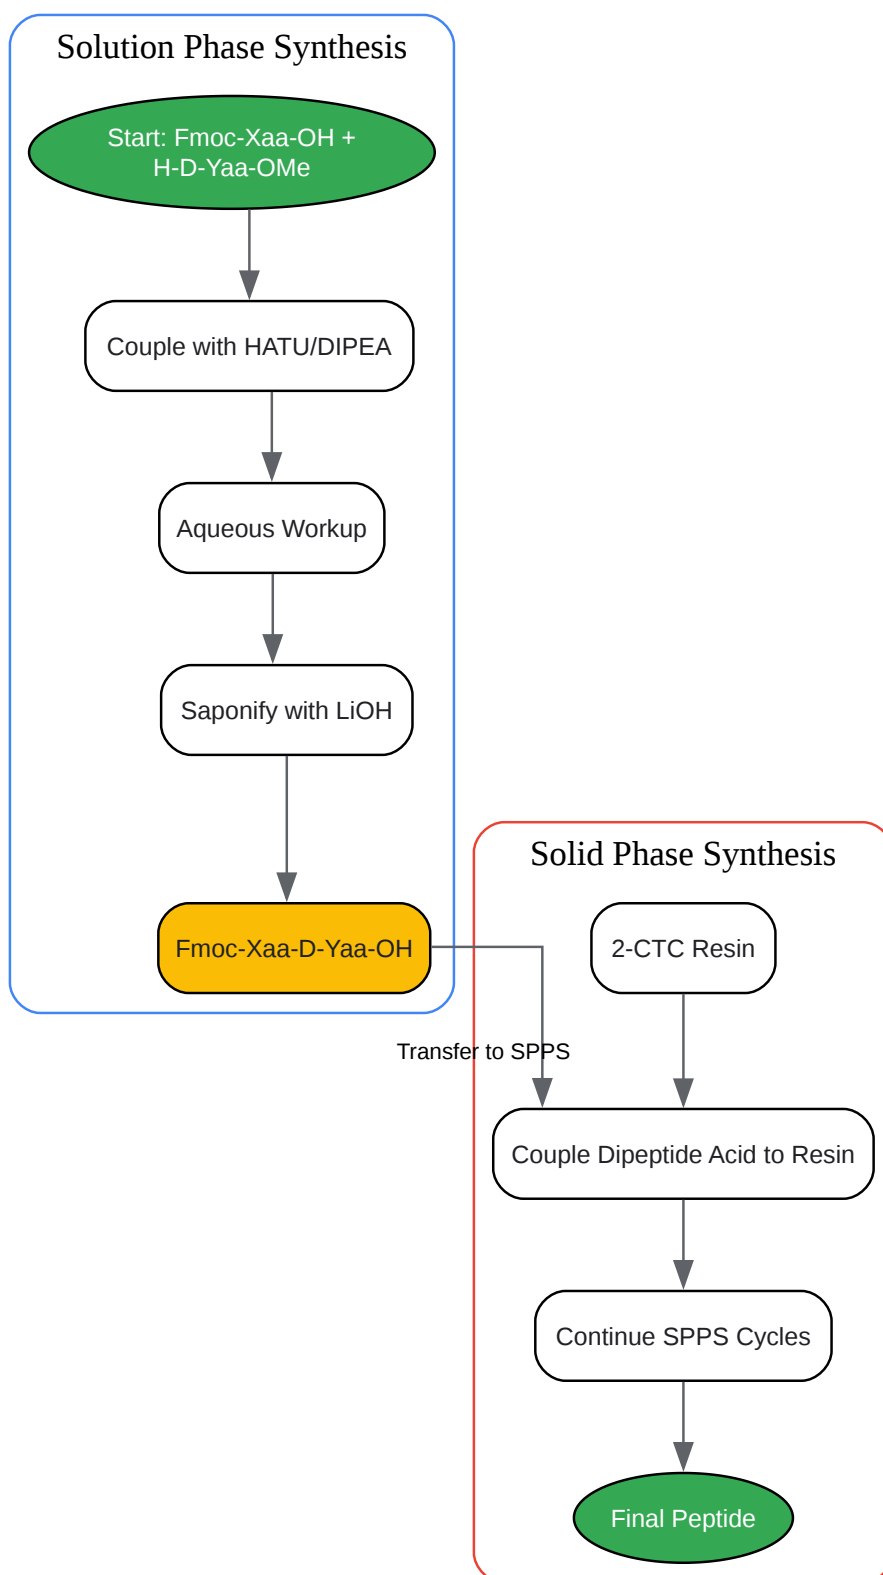 Solution Phase Synthesis
Start: Fmoc-Xaa-OH +
H-D-Yaa-OMe
Couple with HATU/DIPEA
Aqueous Workup
Saponify with LiOH
Fmoc-Xaa-D-Yaa-OH
Transfer to SPPS
Solid Phase Synthesis
2-CTC Resin
Couple Dipeptide Acid to Resin
Continue SPPS Cycles
Final Peptide